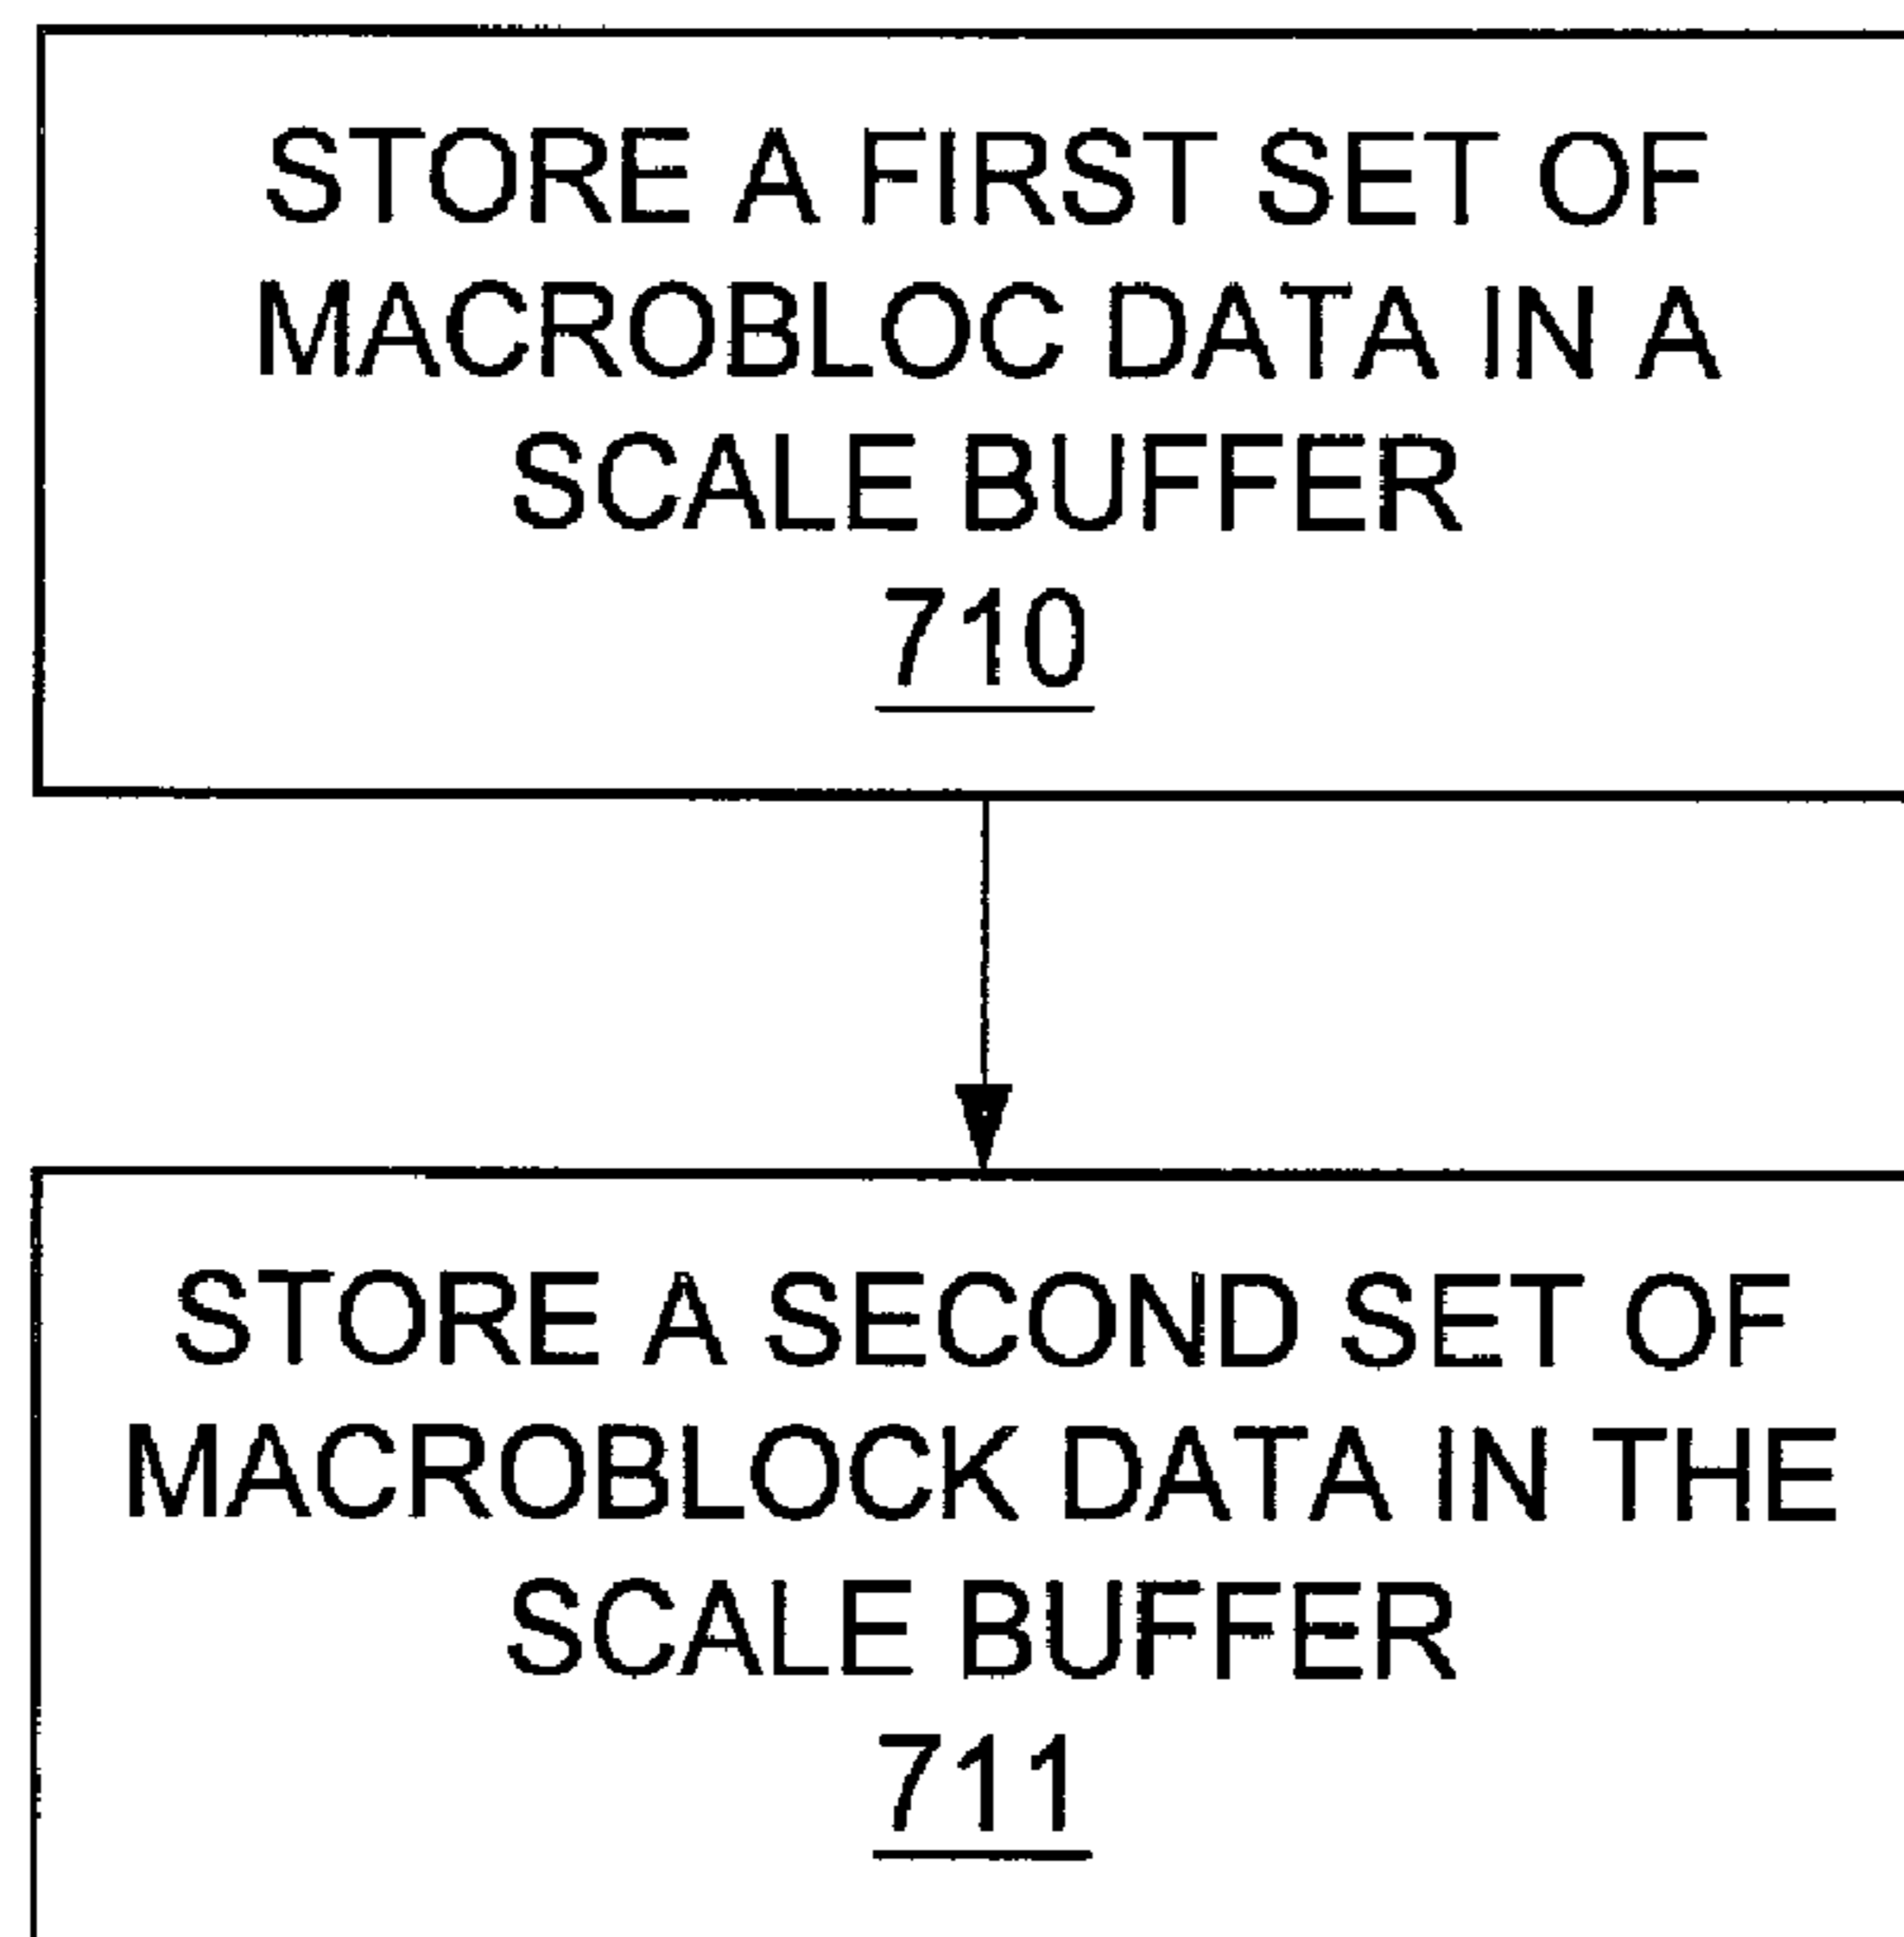 STORE A FIRST SET OF
MACROBLOC DATA IN A
SCALE BUFFER
710
STORE A SECOND SET OF
MACROBLOCK DATA IN THE
SCALE BUFFER
711